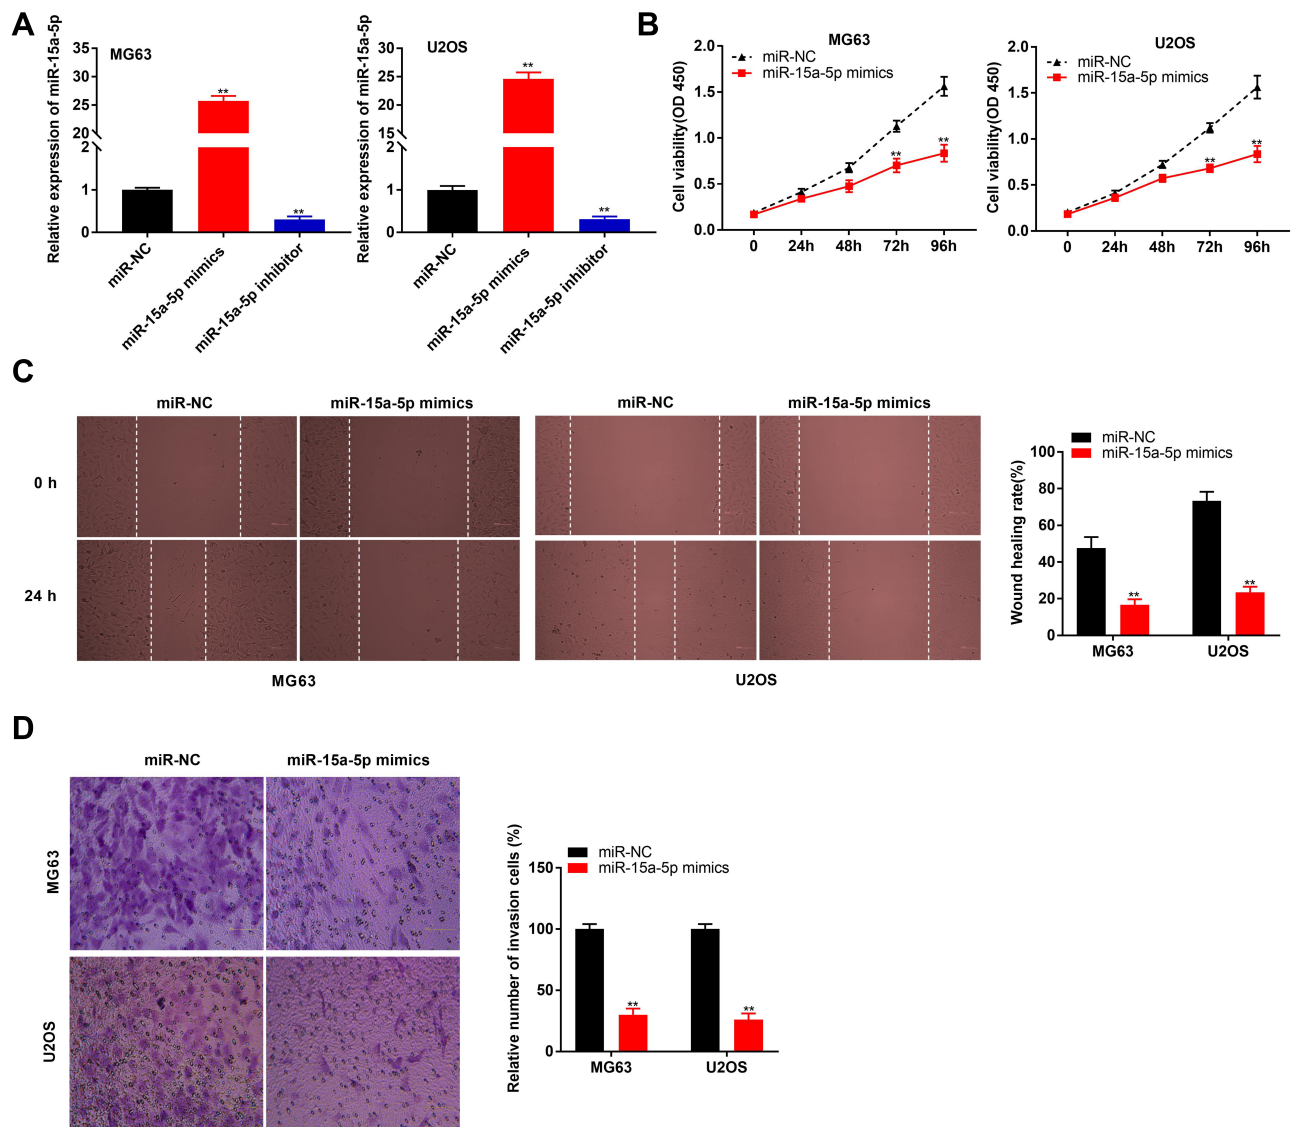 A
Relative expression of miR-15a-5p
MG63
35
30
25
20
2
1
0
**
**
miR-NC
miR-15a-5p mimics
miR-15a-5p inhibitor
Relative expression of miR-15a-5p
U2OS
30
25
20
15
2
1
0
**
**
miR-NC
miR-15a-5p mimics
miR-15a-5p inhibitor
B
MG63
miR-NC
miR-15a-5p mimics
Cell viability(OD 450)
2.0
1.5
1.0
0.5
0.0
**
**
0 24h 48h 72h 96h
U2OS
miR-NC
miR-15a-5p mimics
Cell viability(OD 450)
2.0
1.5
1.0
0.5
0.0
**
**
0 24h 48h 72h 96h
C
miR-NC miR-15a-5p mimics miR-NC miR-15a-5p mimics
0 h
24 h
MG63 U2OS
miR-NC
miR-15a-5p mimics
Wound healing rate(%)
100
80
60
40
20
0
**
**
MG63 U2OS
D
miR-NC miR-15a-5p mimics
MG63
U2OS
miR-NC
miR-15a-5p mimics
Relative number of invasion cells (%)
150
100
50
0
**
**
MG63 U2OS